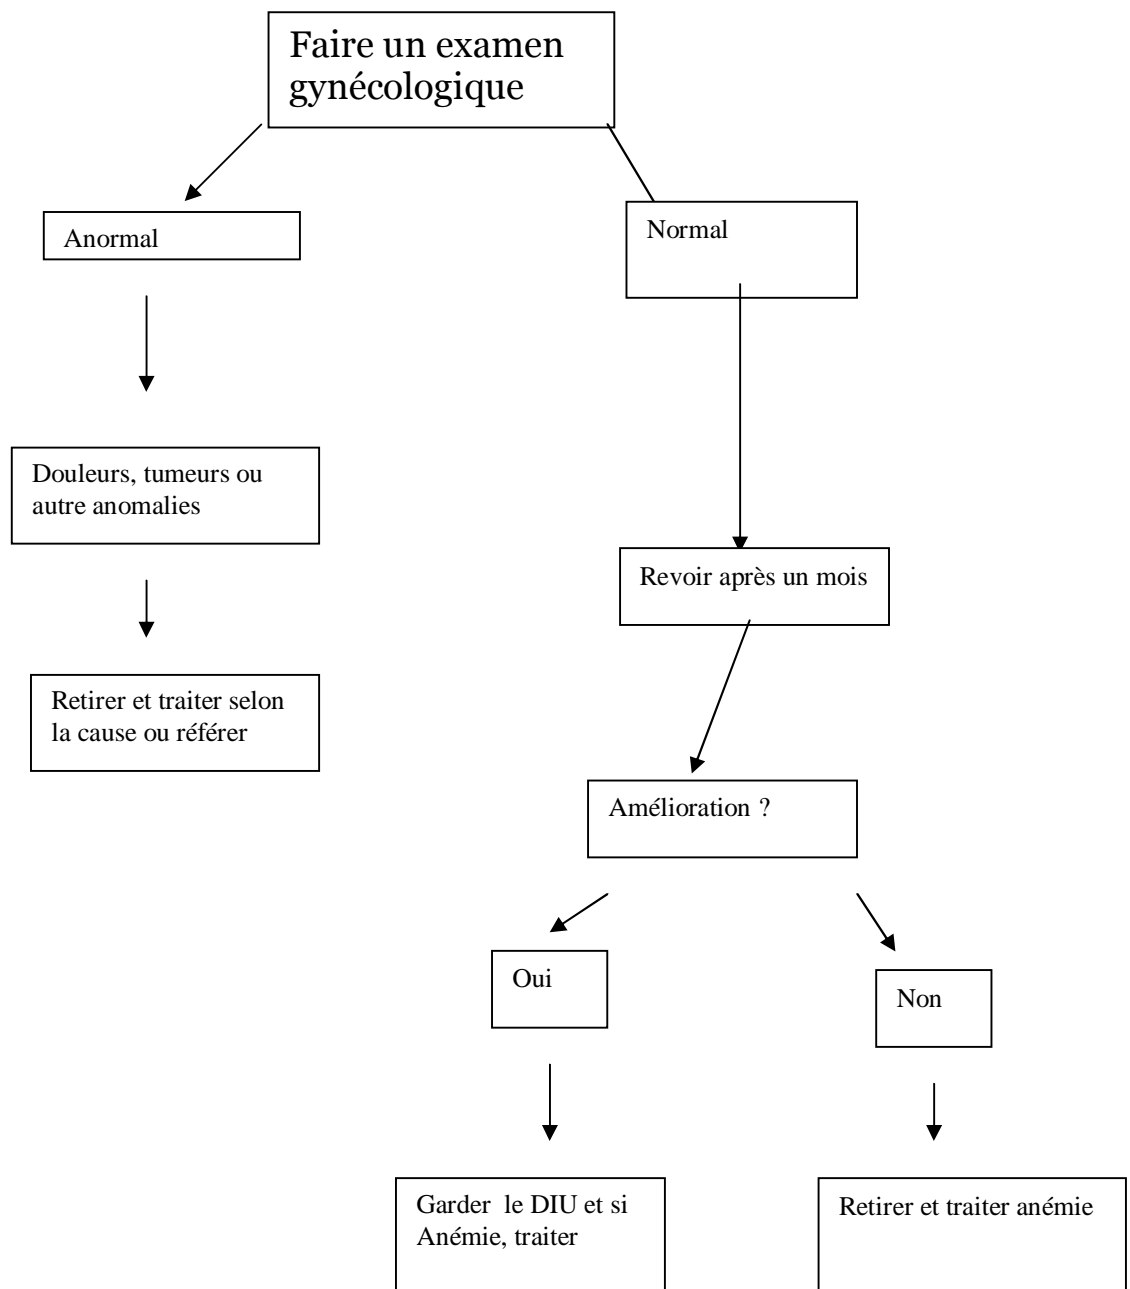 Faire un examen
gynécologique
Anormal
Normal
Douleurs, tumeurs ou
autre anomalies
Revoir après un mois
Retirer et traiter selon
la cause ou référer
Amélioration ?
Oui
Non
Garder le DIU et si
Anémie, traiter
Retirer et traiter anémie